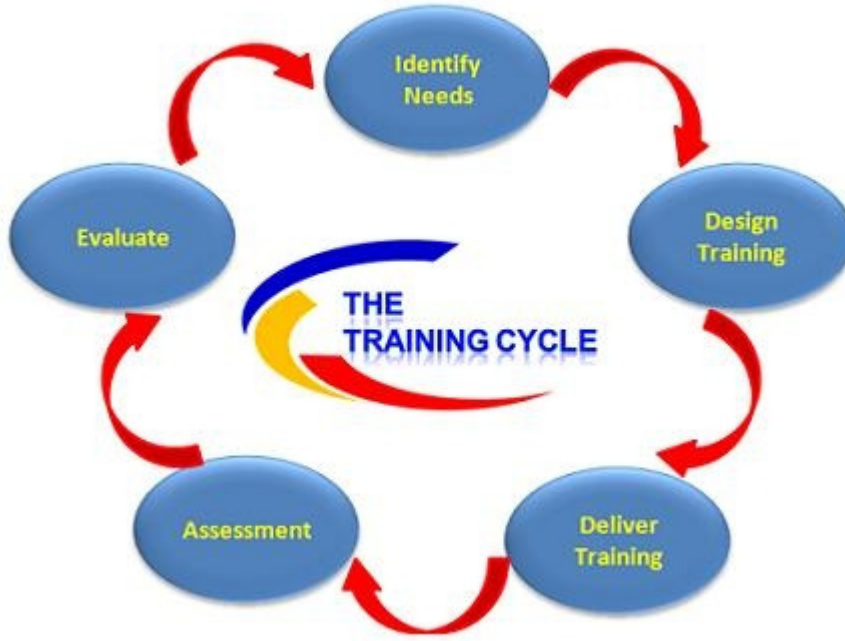 Identify
Needs
Design
Training
Deliver
Training
Assessment
Evaluate
THE
TRAINING CYCLE